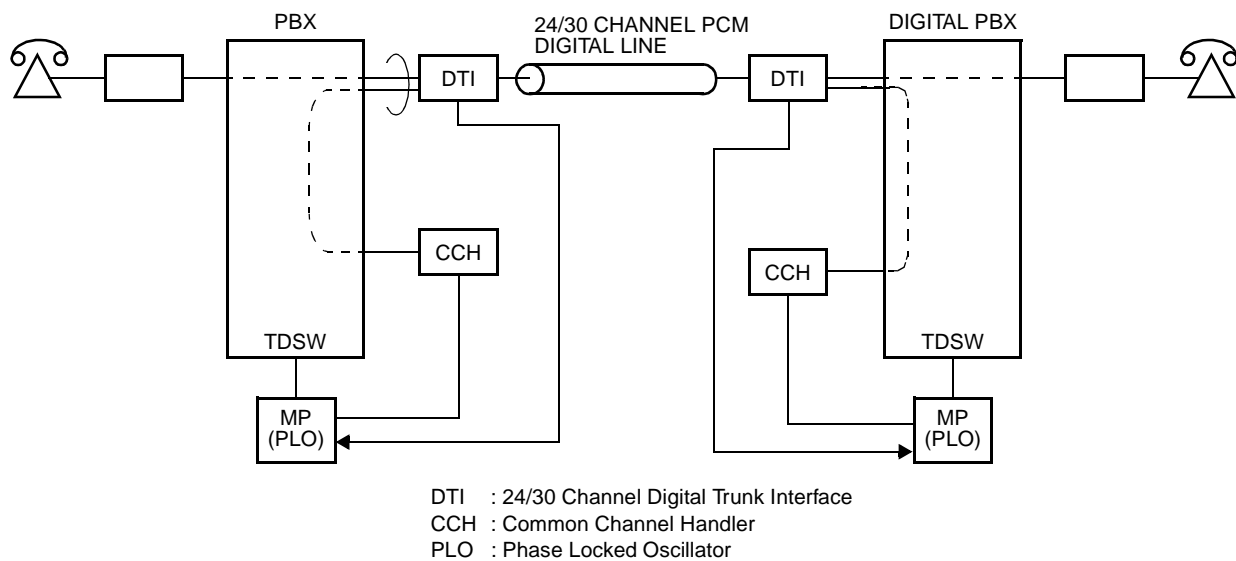 PBX
24/30 CHANNEL PCM
DIGITAL LINE
DIGITAL PBX
DTI
DTI
CCH
CCH
TDSW
TDSW
MP
(PLO)
MP
(PLO)
DTI : 24/30 Channel Digital Trunk Interface
CCH : Common Channel Handler
PLO : Phase Locked Oscillator